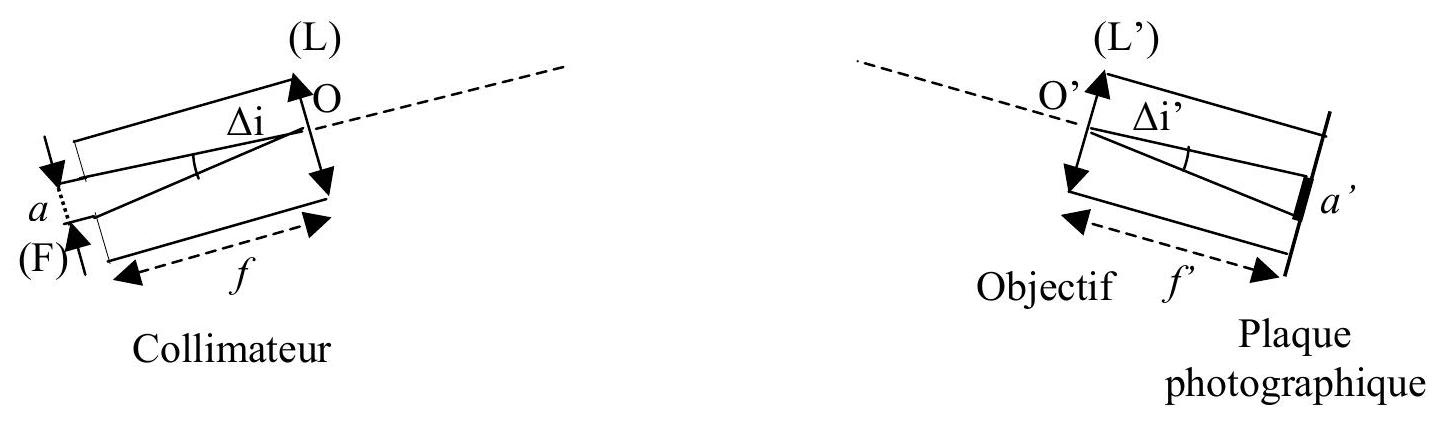 (L)
O
Δi
a
(F)
f
Collimateur
(L’)
O’
Δi’
a’
f’
Objectif
Plaque
photographique